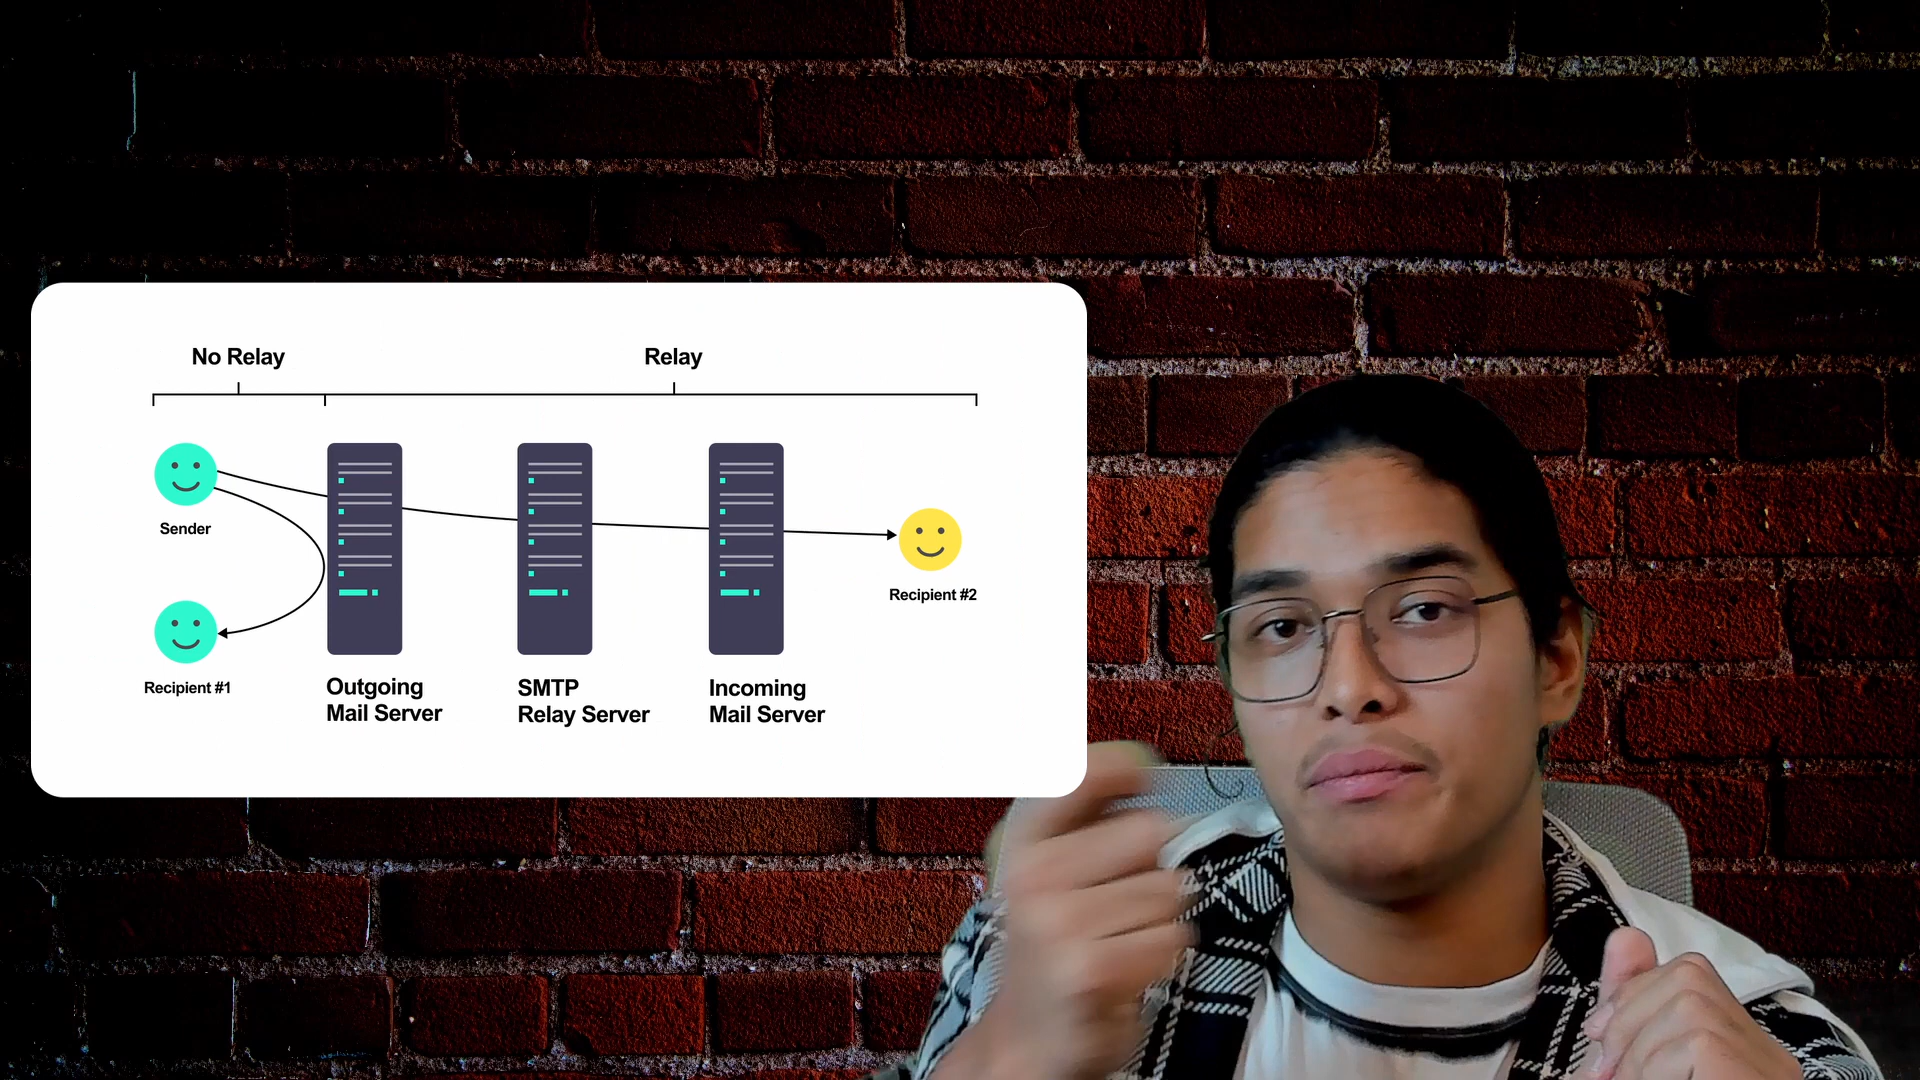 No Relay
Relay
Sender
Recipient #2
Recipient #1
Outgoing
Mail Server
SMTP
Relay Server
Incoming
Mail Server